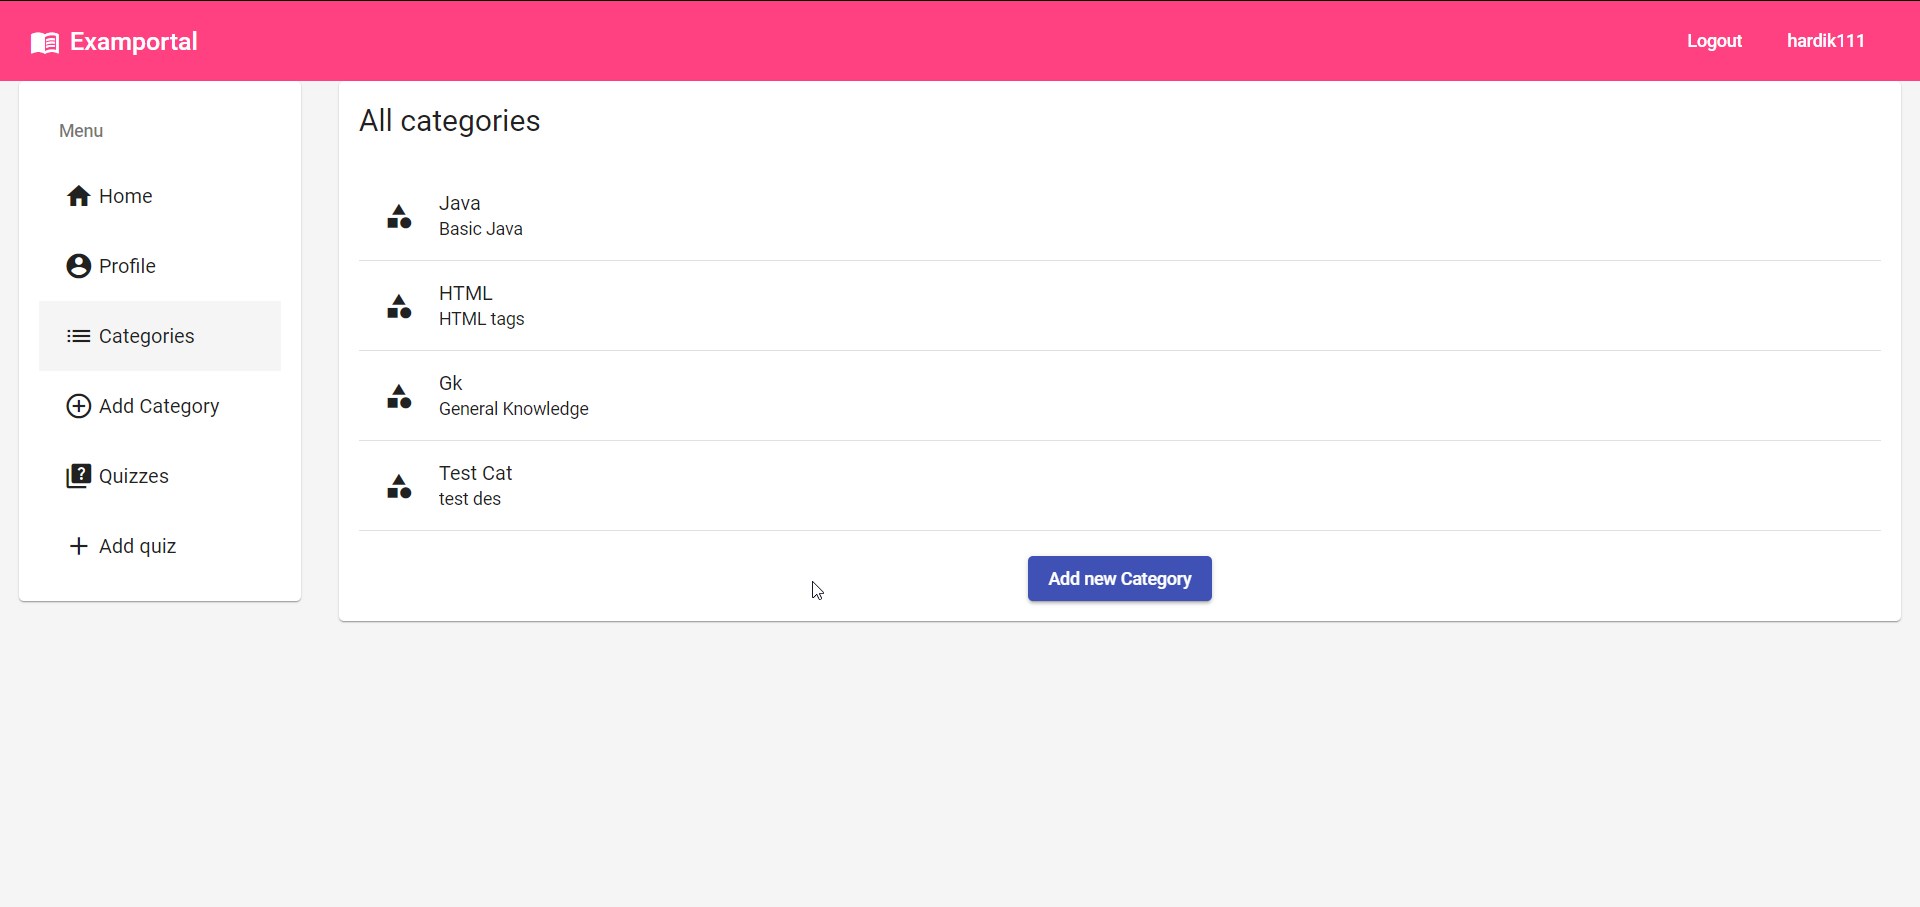 Examportal
Logout
hardik111
Menu
Home
Profile
Categories
Add Category
Quizzes
Add quiz
All categories
Java
Basic Java
HTML
HTML tags
Gk
General Knowledge
Test Cat
test des
Add new Category